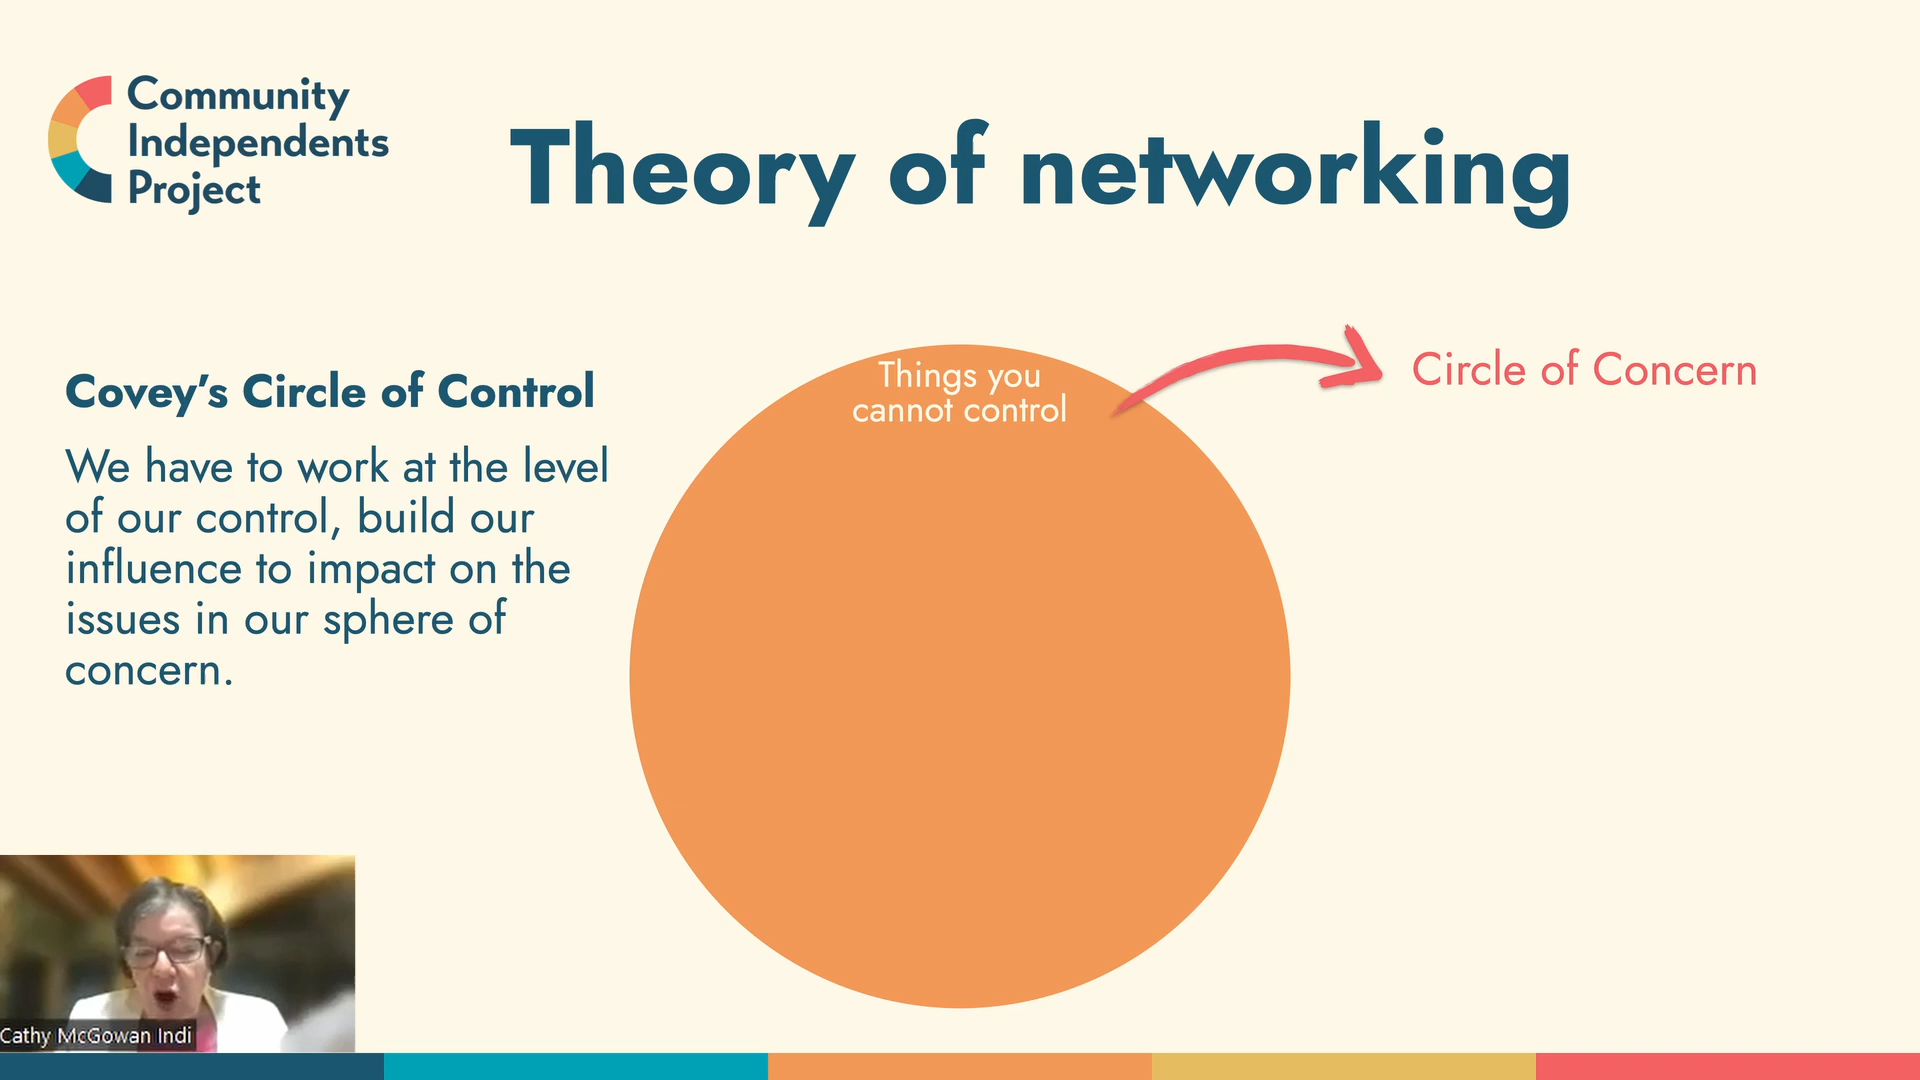 Community
Independents
Project
Theory of networking
Covey's Circle of Control
We have to work at the level
of our control, build our
influence to impact on the
issues in our sphere of
concern.
Things you
cannot control
Circle of Concern
Cathy McGowan Indi